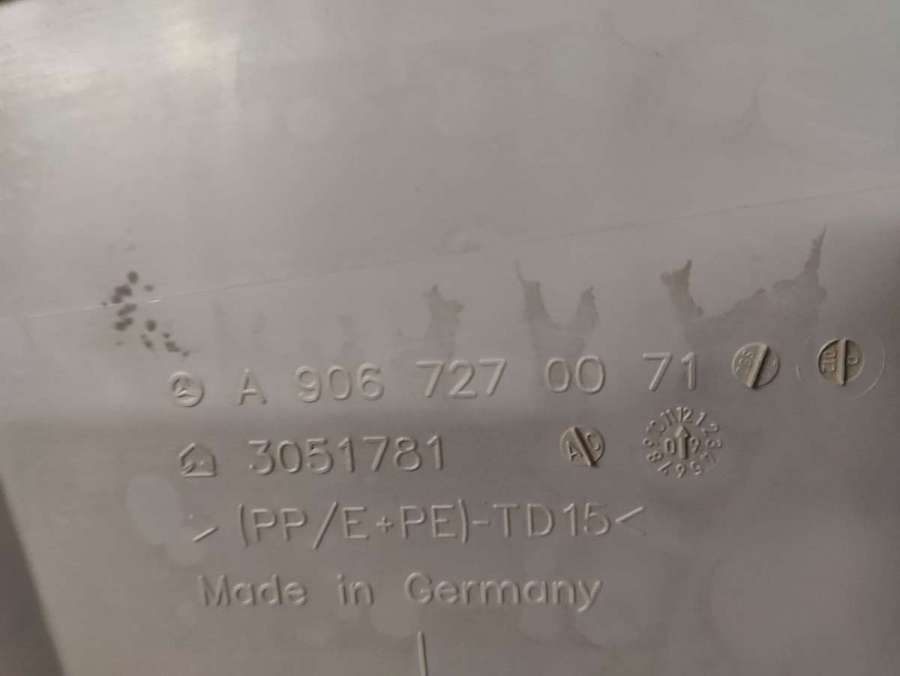 A 906 727 00 71
3051781
>(PP/E+PE)-TD15<
Made in Germany